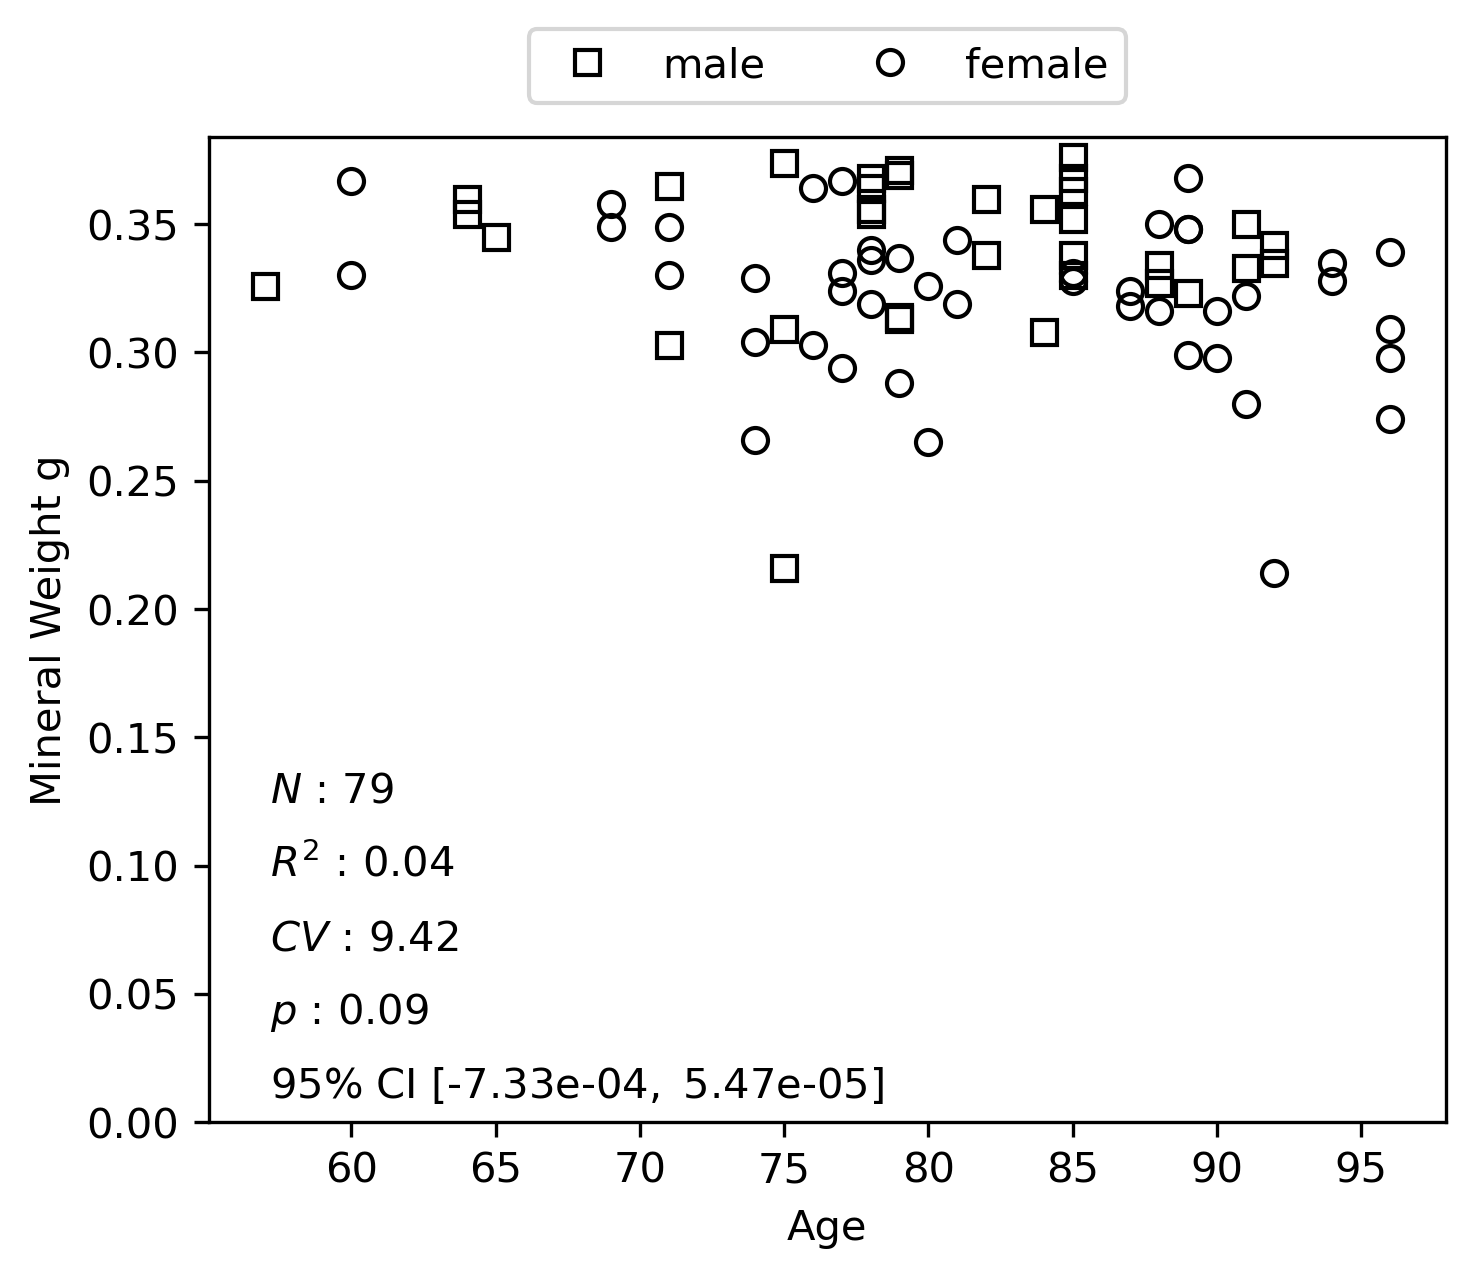 male female
0.35
0.30
0.25
0.20
0.15
0.10
0.05
0.00
Mineral Weight g
N : 79
R² : 0.04
CV : 9.42
p : 0.09
95% CI [-7.33e-04, 5.47e-05]
60 65 70 75 80 85 90 95
Age